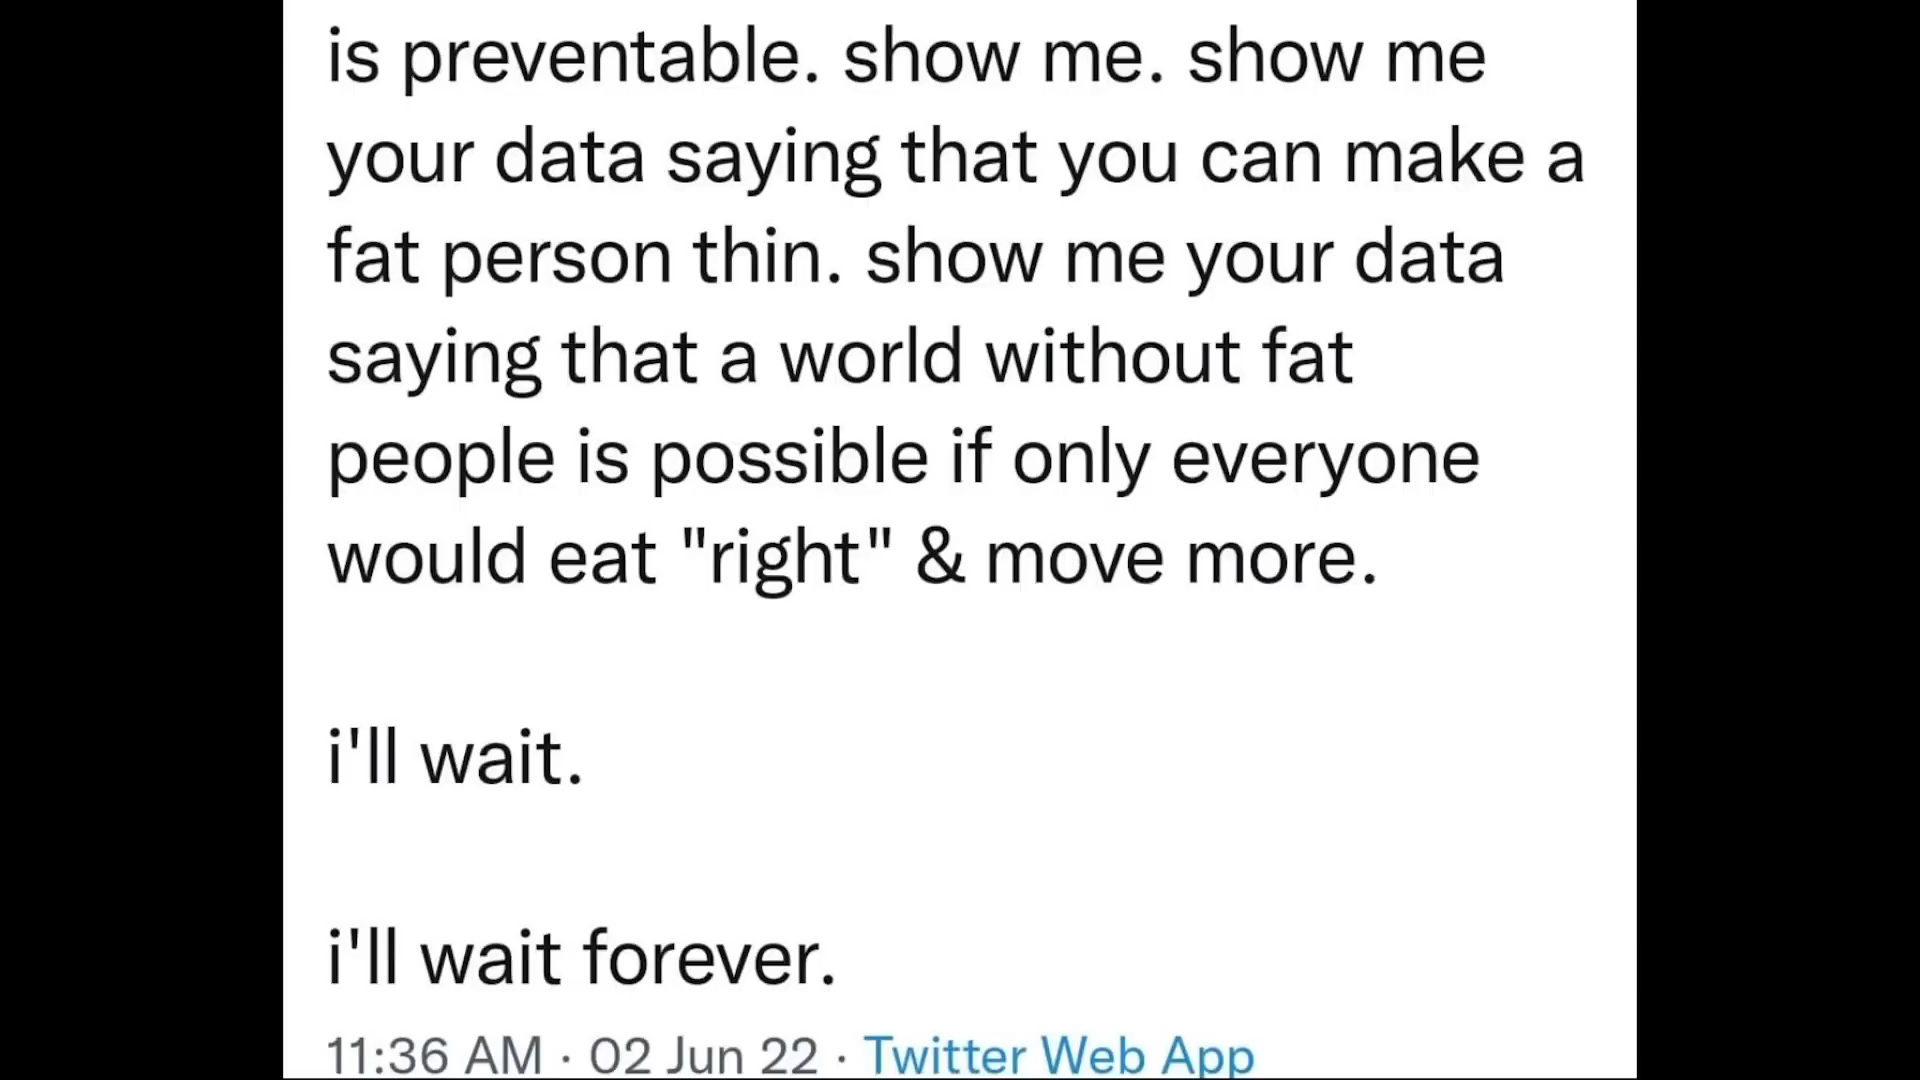 is preventable. show me. show me
your data saying that you can make a
fat person thin. show me your data
saying that a world without fat
people is possible if only everyone
would eat "right" & move more.
i'll wait.
i'll wait forever.
11:36 AM · 02 Jun 22 · Twitter Web App